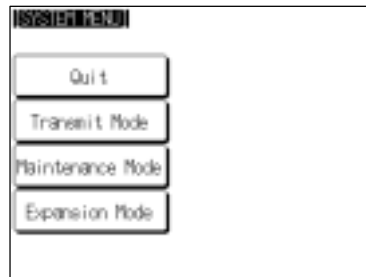 [SYSTEM MENU]
Quit
Transmit Mode
Maintenance Mode
Expansion Mode